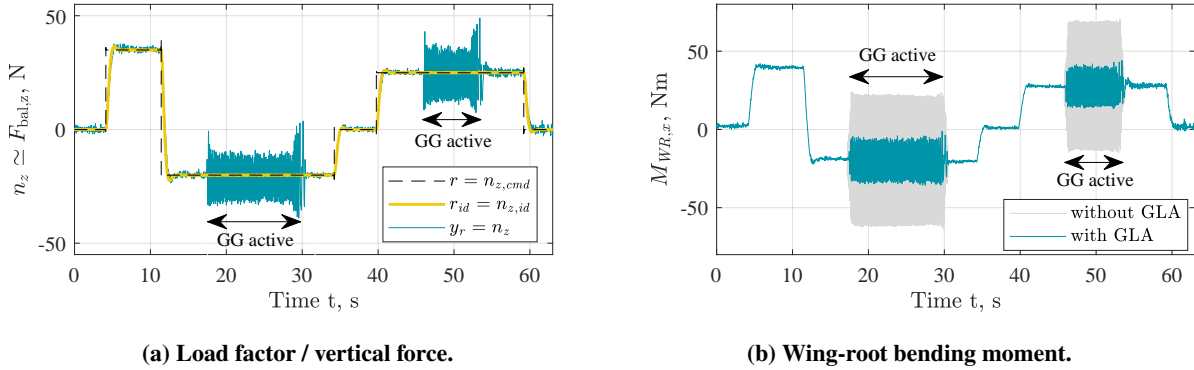 50
0
-50
n_z ≃ F_bal,z, N
GG active
GG active
r = n_z,cmd
r_id = n_z,id
y_r = n_z
0 10 20 30 40 50 60
Time t, s
(a) Load factor / vertical force.
50
0
-50
M_WR,x, Nm
GG active
GG active
without GLA
with GLA
0 10 20 30 40 50 60
Time t, s
(b) Wing-root bending moment.